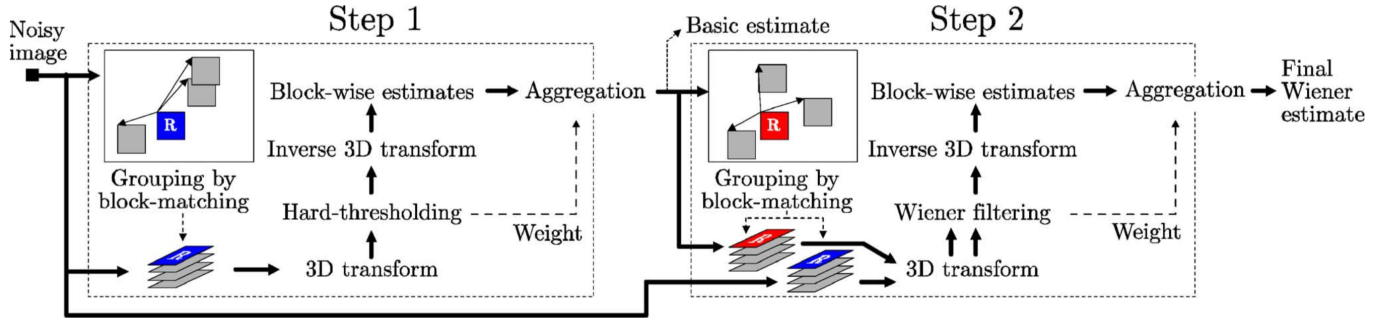 Step 1
Step 2
Noisy
image
R
Grouping by
block-matching
R
3D transform
Hard-thresholding
Inverse 3D transform
Block-wise estimates
Aggregation
Weight
Basic estimate
R
Grouping by
block-matching
R
R
3D transform
Wiener filtering
Inverse 3D transform
Block-wise estimates
Aggregation
Weight
Final
Wiener
estimate